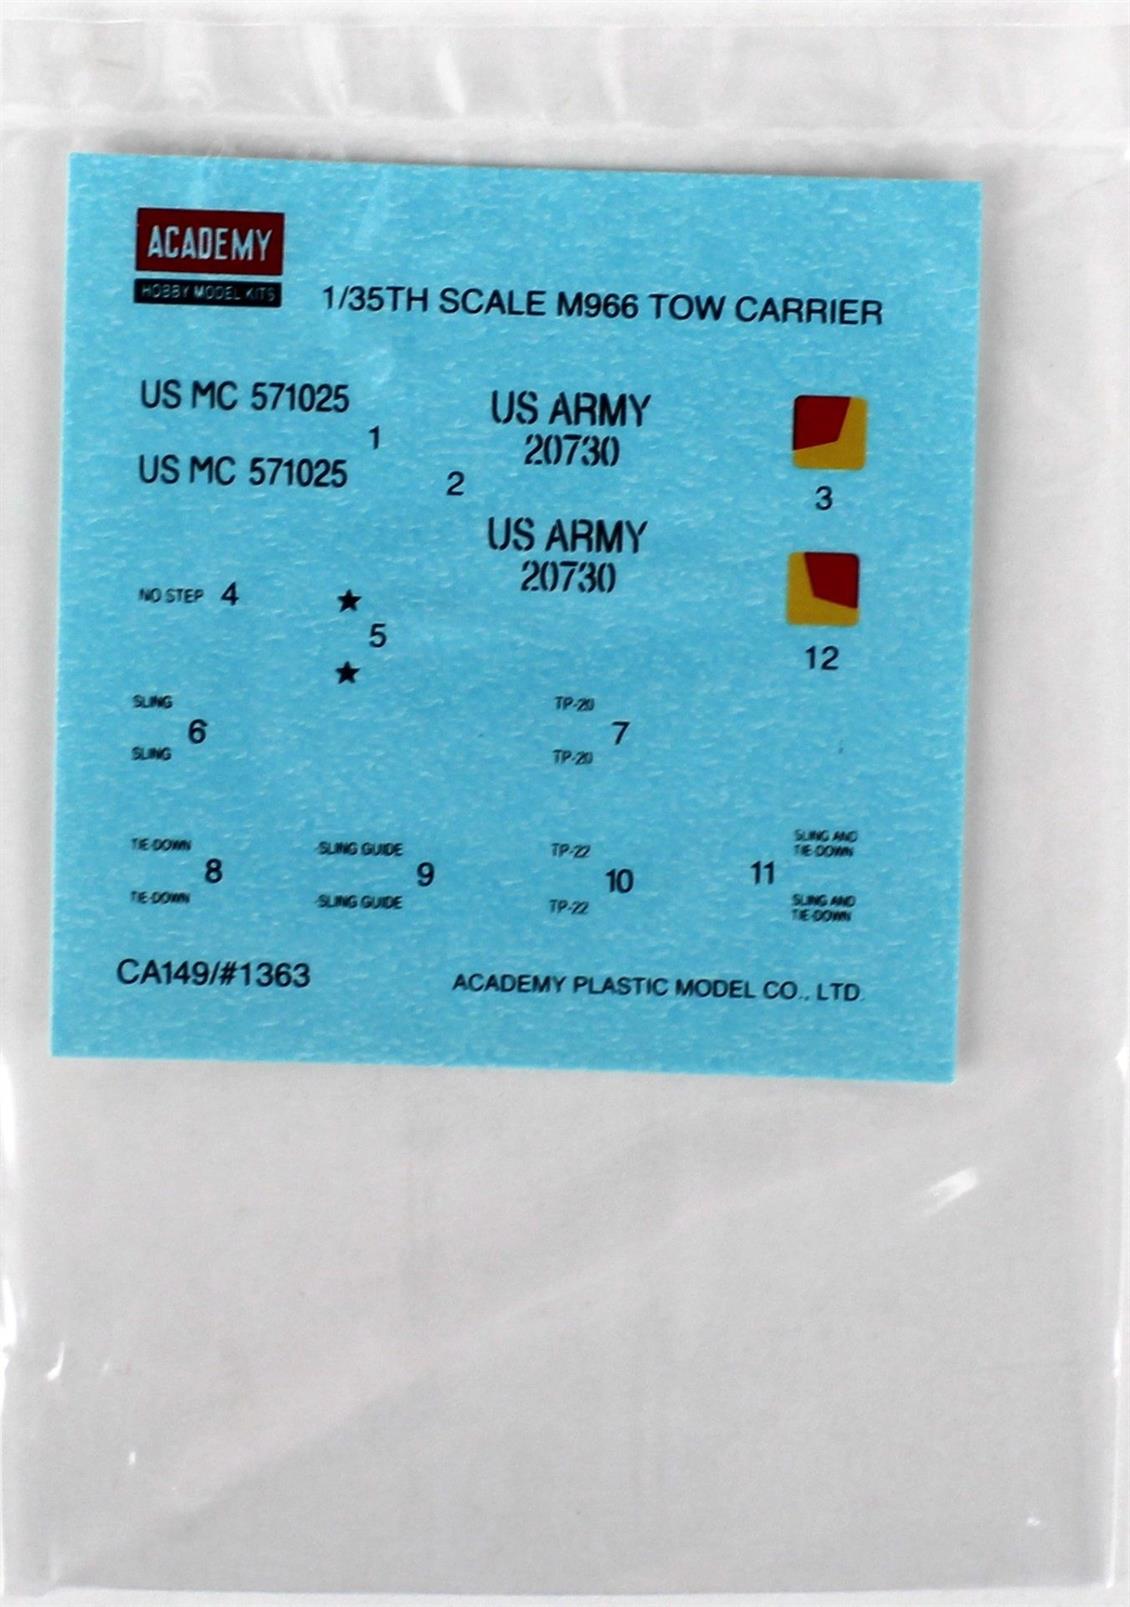 ACADEMY
HOBBY MODEL KITS
1/35TH SCALE M966 TOW CARRIER
US MC 571025
1
US MC 571025
2
US ARMY
20730
US ARMY
20730
3
12
NO STEP 4
5
SLING
6
SLING
TP-20
7
TP-20
TIE-DOWN
8
TIE-DOWN
SLING GUIDE
9
SLING GUIDE
TP-22
10
TP-22
11
SLING AND
TIE-DOWN
SLING AND
TIE-DOWN
CA149/#1363
ACADEMY PLASTIC MODEL CO., LTD.